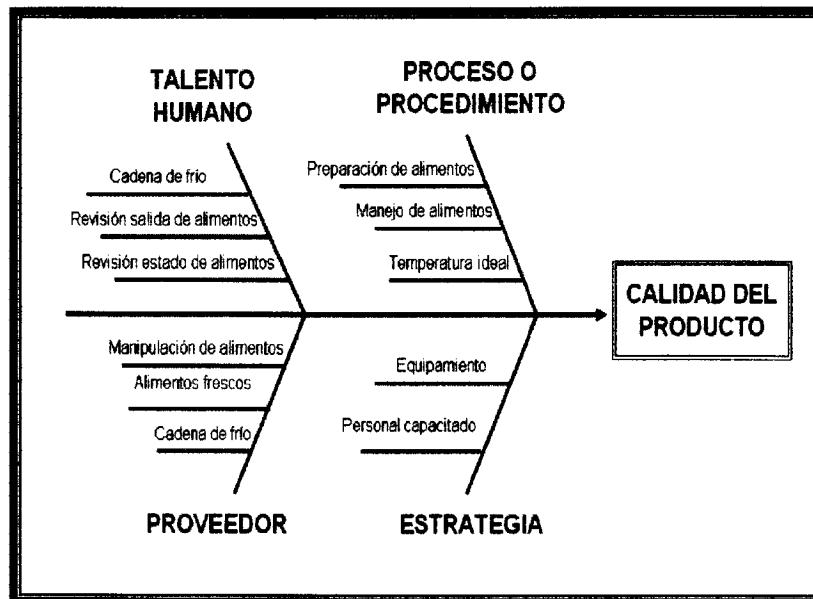 TALENTO
HUMANO
PROCESO O
PROCEDIMIENTO
Cadena de frío
Revisión salida de alimentos
Revisión estado de alimentos
Preparación de alimentos
Manejo de alimentos
Temperatura ideal
CALIDAD DEL
PRODUCTO
Manipulación de alimentos
Alimentos frescos
Cadena de frío
Equipamiento
Personal capacitado
PROVEEDOR
ESTRATEGIA